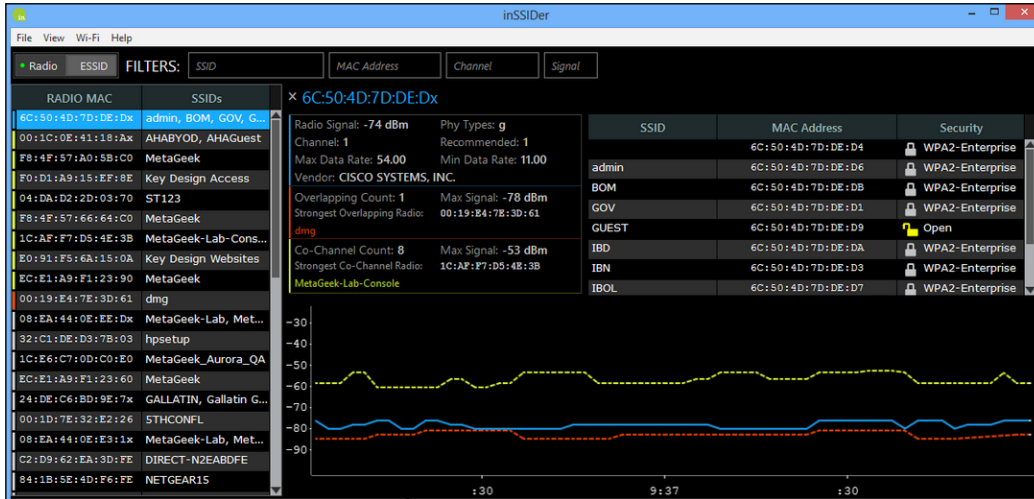 in inSSIDer
File View Wi-Fi Help
Radio ESSID FILTERS: SSID MAC Address Channel Signal
RADIO MAC SSIDs
6C:50:4D:7D:DE:Dx admin, BOM, GOV, G...
00:1C:0E:41:18:Ax AHABYOD, AHAGuest
F8:4F:57:A0:5B:C0 MetaGeek
F0:D1:A9:15:EF:8E Key Design Access
04:DA:D2:2D:03:70 ST123
F8:4F:57:66:64:C0 MetaGeek
1C:AF:F7:D5:4E:3B MetaGeek-Lab-Cons...
E0:91:F5:6A:15:0A Key Design Websites
EC:E1:A9:F1:23:90 MetaGeek
00:19:E4:7E:3D:61 dmg
08:EA:44:0E:EE:Dx MetaGeek-Lab, Met...
32:C1:DE:D3:7B:03 hpsetup
1C:E6:C7:0D:C0:E0 MetaGeek_Aurora_QA
EC:E1:A9:F1:23:60 MetaGeek
24:DE:C6:BD:9E:7x GALLATIN, Gallatin G...
00:1D:7E:32:E2:26 5THCONFL
08:EA:44:0E:E3:1x MetaGeek-Lab, Met...
C2:D9:62:EA:3D:FE DIRECT-N2EABDFE
84:1B:5E:4D:F6:FE NETGEAR15
× 6C:50:4D:7D:DE:Dx
Radio Signal: -74 dBm Phy Types: g
Channel: 1 Recommended: 1
Max Data Rate: 54.00 Min Data Rate: 11.00
Vendor: CISCO SYSTEMS, INC.
Overlapping Count: 1 Max Signal: -78 dBm
Strongest Overlapping Radio: 00:19:E4:7E:3D:61
dmg
Co-Channel Count: 8 Max Signal: -53 dBm
Strongest Co-Channel Radio: 1C:AF:F7:D5:4E:3B
MetaGeek-Lab-Console
SSID MAC Address Security
6C:50:4D:7D:DE:D4 WPA2-Enterprise
admin 6C:50:4D:7D:DE:D6 WPA2-Enterprise
BOM 6C:50:4D:7D:DE:DB WPA2-Enterprise
GOV 6C:50:4D:7D:DE:D1 WPA2-Enterprise
GUEST 6C:50:4D:7D:DE:D9 Open
IBD 6C:50:4D:7D:DE:DA WPA2-Enterprise
IBN 6C:50:4D:7D:DE:D3 WPA2-Enterprise
IBOL 6C:50:4D:7D:DE:D7 WPA2-Enterprise
-30
-40
-50
-60
-70
-80
-90
:30 9:37 :30